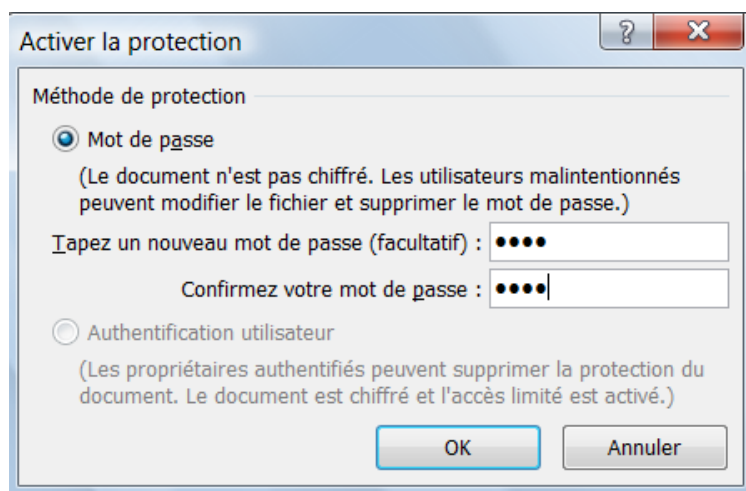 Activer la protection
Méthode de protection
Mot de passe
(Le document n'est pas chiffré. Les utilisateurs malintentionnés
peuvent modifier le fichier et supprimer le mot de passe.)
Tapez un nouveau mot de passe (facultatif) : ●●●●
Confirmez votre mot de passe : ●●●●
Authentification utilisateur
(Les propriétaires authentifiés peuvent supprimer la protection du
document. Le document est chiffré et l'accès limité est activé.)
OK Annuler